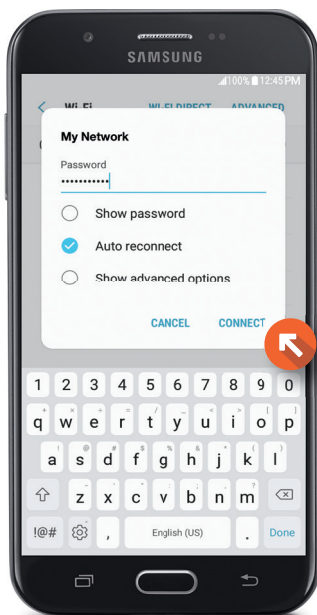 SAMSUNG
100% 12:45 PM
Wi-Fi WI-FI DIRECT ADVANCED
My Network
Password
•••••••••••
Show password
Auto reconnect
Show advanced options
CANCEL CONNECT
1 2 3 4 5 6 7 8 9 0
q w e r t y u i o p
a s d f g h j k l
z x c v b n m
!@# , English (US) . Done